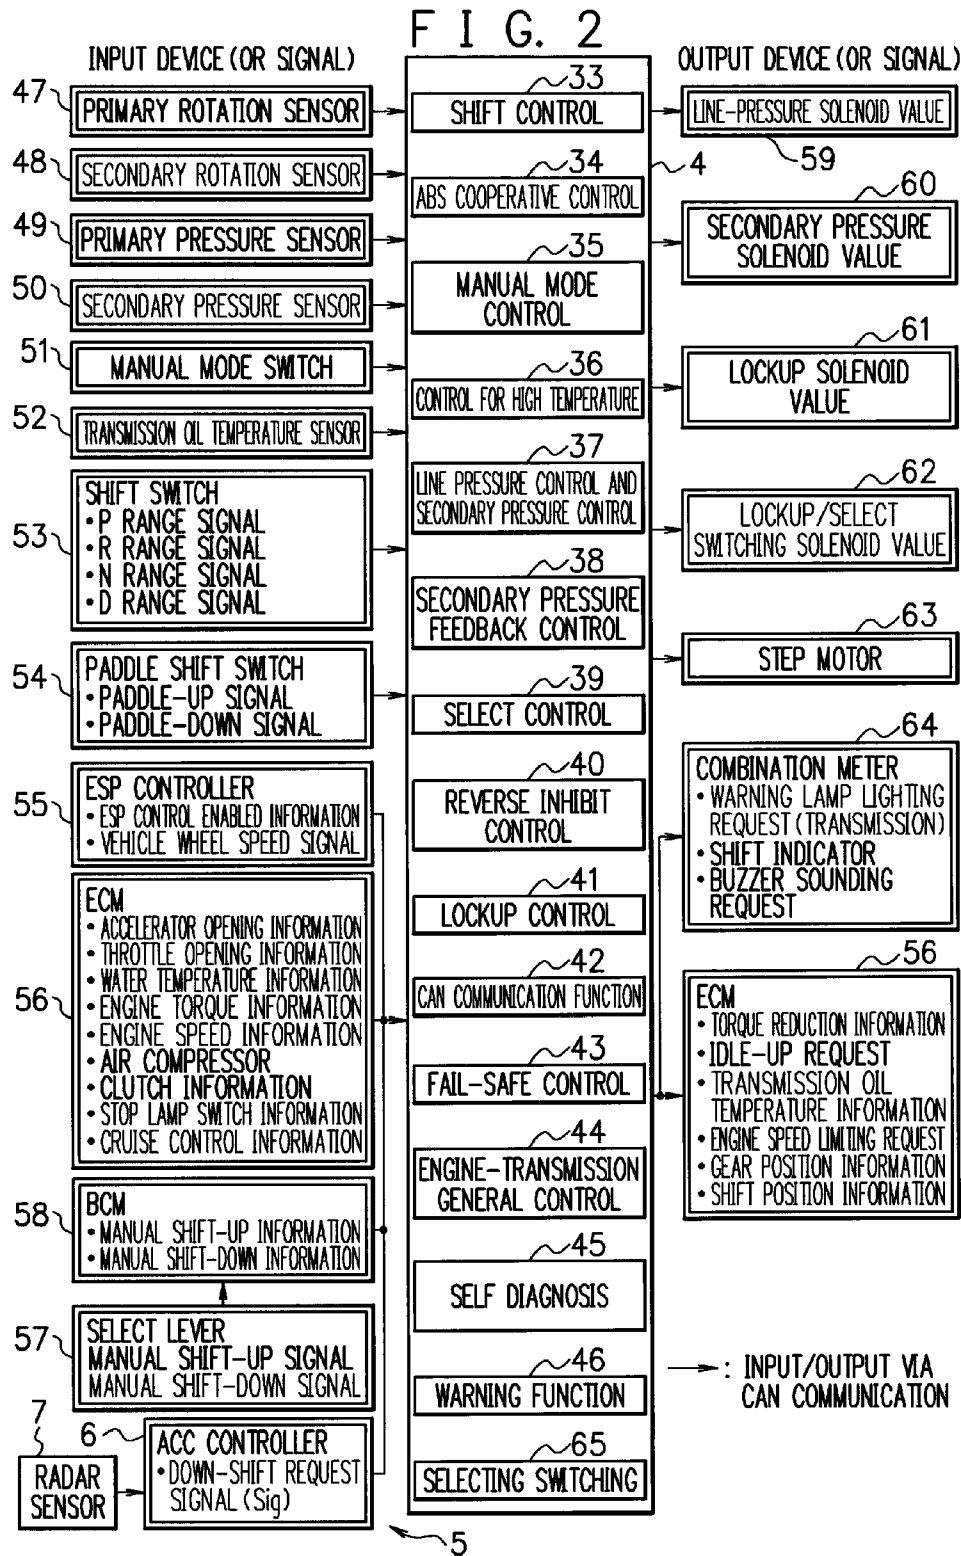 F I G. 2
INPUT DEVICE (OR SIGNAL)
47
PRIMARY ROTATION SENSOR
48
SECONDARY ROTATION SENSOR
49
PRIMARY PRESSURE SENSOR
50
SECONDARY PRESSURE SENSOR
51
MANUAL MODE SWITCH
52
TRANSMISSION OIL TEMPERATURE SENSOR
53
SHIFT SWITCH
•P RANGE SIGNAL
•R RANGE SIGNAL
•N RANGE SIGNAL
•D RANGE SIGNAL
54
PADDLE SHIFT SWITCH
•PADDLE-UP SIGNAL
•PADDLE-DOWN SIGNAL
55
ESP CONTROLLER
• ESP CONTROL ENABLED INFORMATION
• VEHICLE WHEEL SPEED SIGNAL
56
ECM
• ACCELERATOR OPENING INFORMATION
• THROTTLE OPENING INFORMATION
• WATER TEMPERATURE INFORMATION
• ENGINE TORQUE INFORMATION
• ENGINE SPEED INFORMATION
• AIR COMPRESSOR
• CLUTCH INFORMATION
• STOP LAMP SWITCH INFORMATION
• CRUISE CONTROL INFORMATION
58
BCM
• MANUAL SHIFT-UP INFORMATION
• MANUAL SHIFT-DOWN INFORMATION
57
SELECT LEVER
MANUAL SHIFT-UP SIGNAL
MANUAL SHIFT-DOWN SIGNAL
7
RADAR
SENSOR
6
ACC CONTROLLER
•DOWN-SHIFT REQUEST
SIGNAL (Sig)
5
4
33
SHIFT CONTROL
34
ABS COOPERATIVE CONTROL
35
MANUAL MODE
CONTROL
36
CONTROL FOR HIGH TEMPERATURE
37
LINE PRESSURE CONTROL AND
SECONDARY PRESSURE CONTROL
38
SECONDARY PRESSURE
FEEDBACK CONTROL
39
SELECT CONTROL
40
REVERSE INHIBIT
CONTROL
41
LOCKUP CONTROL
42
CAN COMMUNICATION FUNCTION
43
FAIL-SAFE CONTROL
44
ENGINE-TRANSMISSION
GENERAL CONTROL
45
SELF DIAGNOSIS
46
WARNING FUNCTION
65
SELECTING SWITCHING
OUTPUT DEVICE (OR SIGNAL)
LINE-PRESSURE SOLENOID VALUE
59
60
SECONDARY PRESSURE
SOLENOID VALUE
61
LOCKUP SOLENOID
VALUE
62
LOCKUP/SELECT
SWITCHING SOLENOID VALUE
63
STEP MOTOR
64
COMBINATION METER
• WARNING LAMP LIGHTING
REQUEST (TRANSMISSION)
• SHIFT INDICATOR
• BUZZER SOUNDING
REQUEST
56
ECM
• TORQUE REDUCTION INFORMATION
• IDLE-UP REQUEST
• TRANSMISSION OIL
TEMPERATURE INFORMATION
• ENGINE SPEED LIMITING REQUEST
• GEAR POSITION INFORMATION
• SHIFT POSITION INFORMATION
: INPUT/OUTPUT VIA
CAN COMMUNICATION